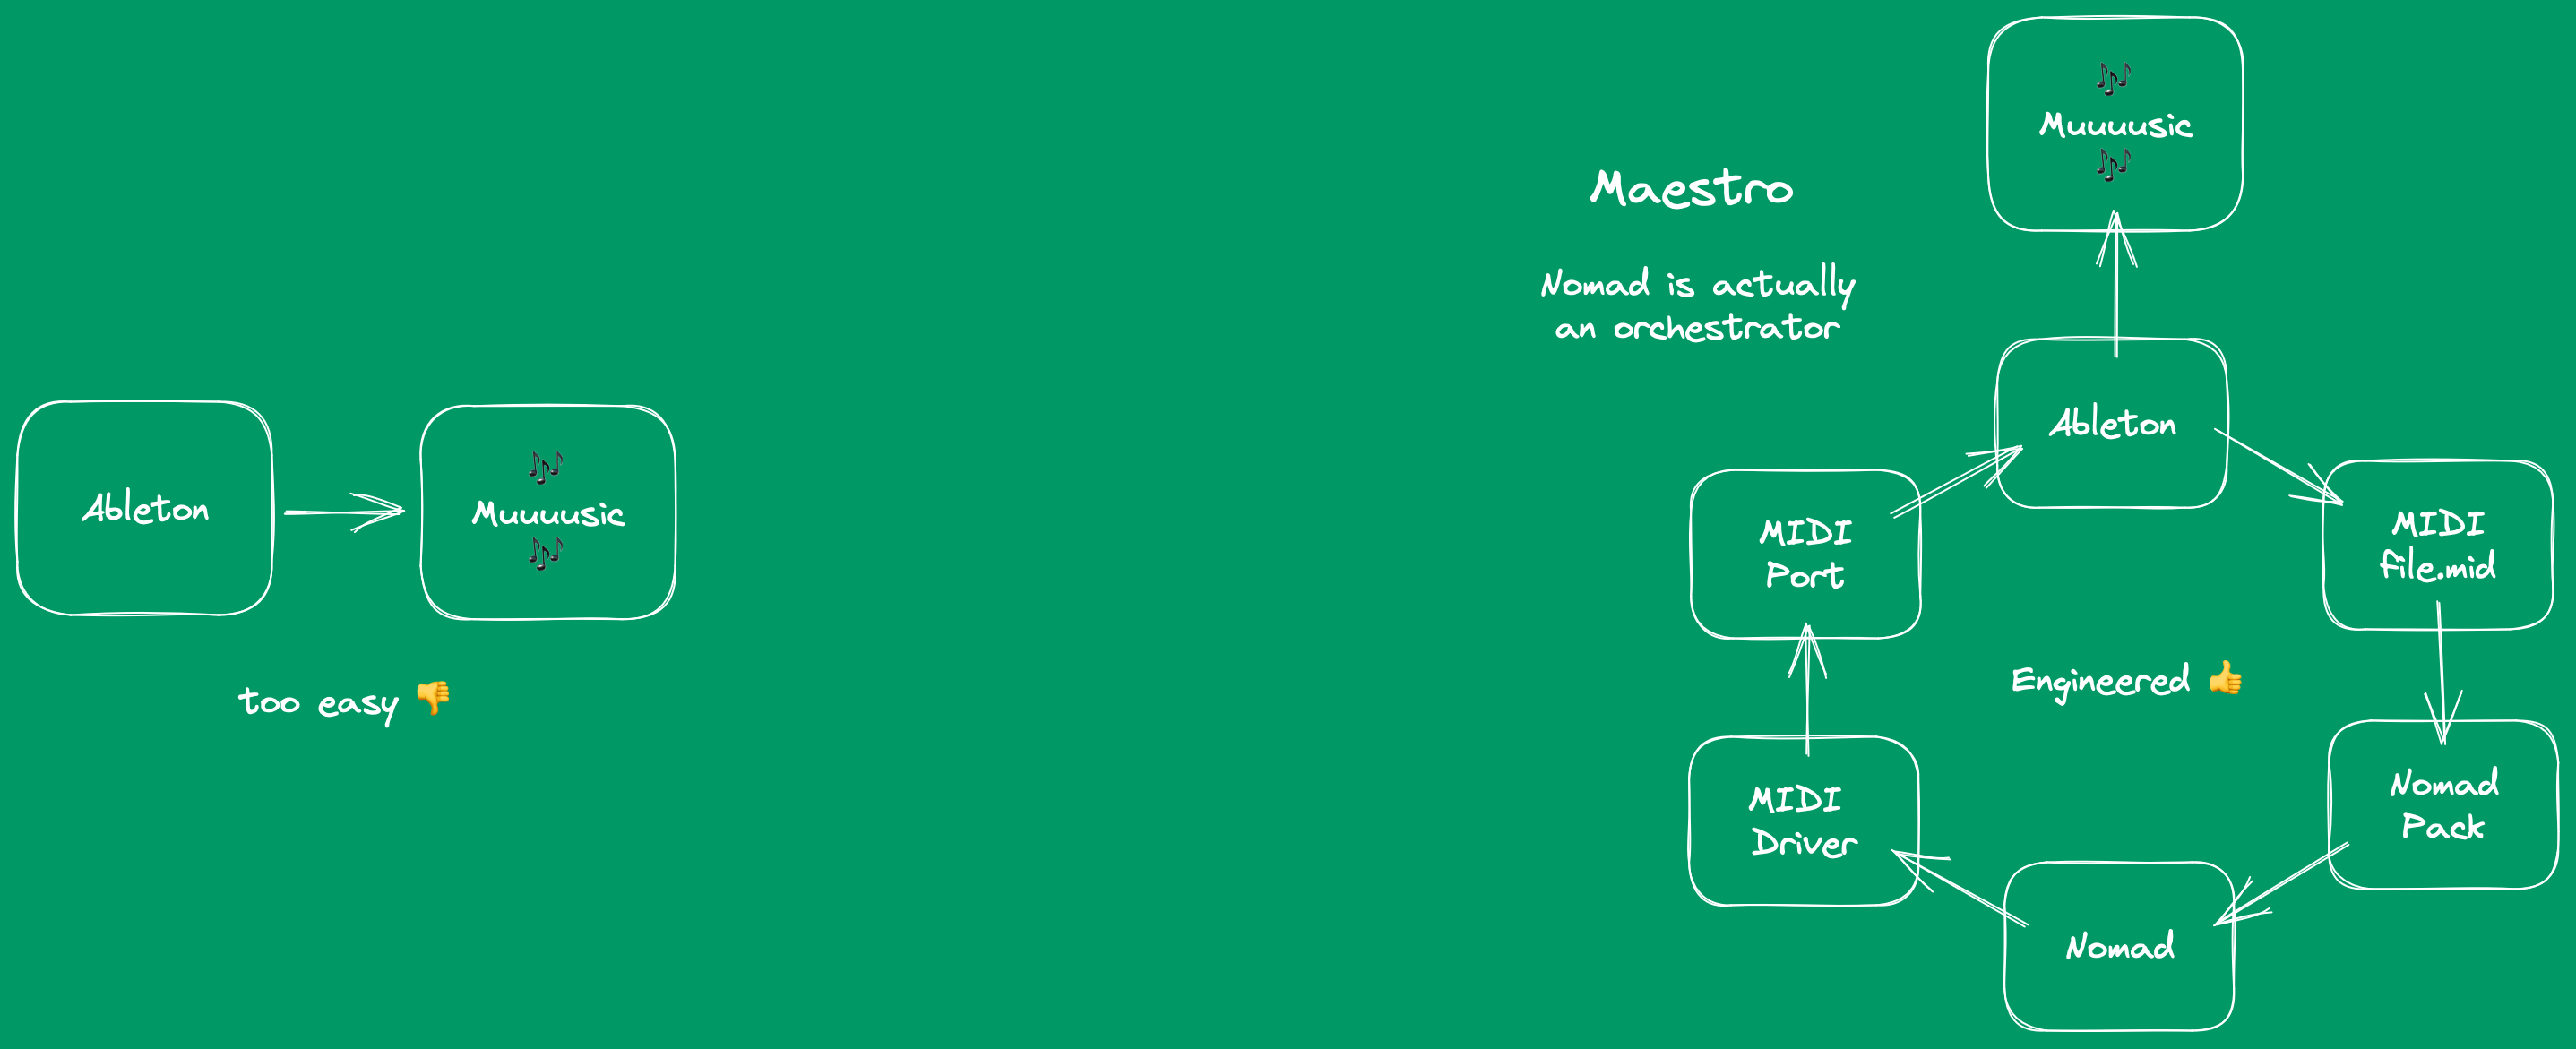 Ableton
🎶
Muuuusic
🎶
too easy 👎
Maestro
Nomad is actually
an orchestrator
🎶
Muuuusic
🎶
Ableton
MIDI
file.mid
Nomad
Pack
Nomad
MIDI
Driver
MIDI
Port
Engineered 👍